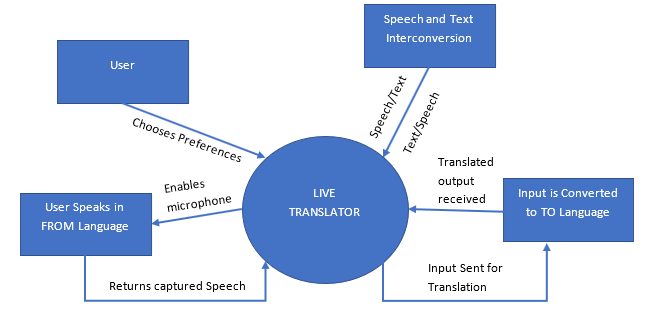 Speech and Text
Interconversion
User
Speech/Text
Text/Speech
Chooses Preferences
Translated
output
received
Enables
microphone
LIVE
TRANSLATOR
Input is Converted
to TO Language
User Speaks in
FROM Language
Input Sent for
Translation
Returns captured Speech